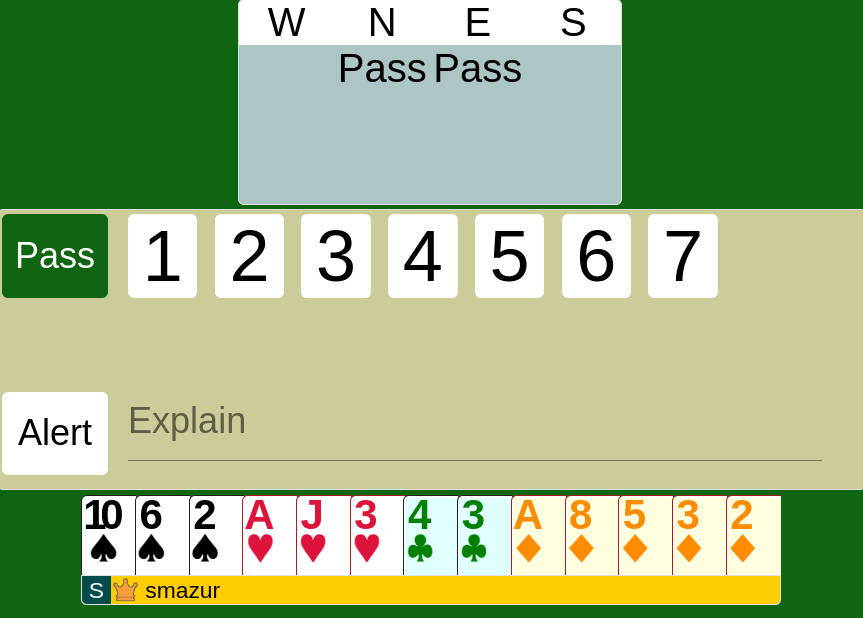 W N E S
Pass Pass
Pass 1 2 3 4 5 6 7
Alert Explain
10 6 2 A J 3 4 3 A 8 5 3 2
♠ ♠ ♠ ♥ ♥ ♥ ♣ ♣ ♦ ♦ ♦ ♦ ♦
S smazur